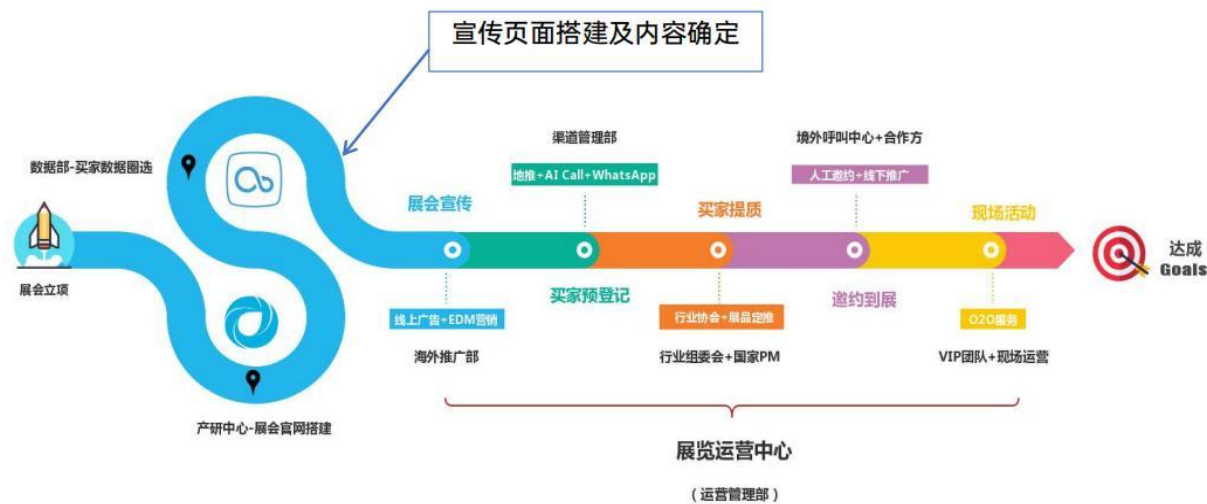 宣传页面搭建及内容确定
数据部-买家数据圈选
展会立项
产研中心-展会官网搭建
展会宣传
线上广告+EDM营销
海外推广部
渠道管理部
地推+AI Call+WhatsApp
买家预登记
买家提质
行业协会+展品定推
行业组委会+国家PM
境外呼叫中心+合作方
人工邀约+线下推广
邀约到展
现场活动
O2O服务
VIP团队+现场运营
达成
Goals
展览运营中心
（运营管理部）